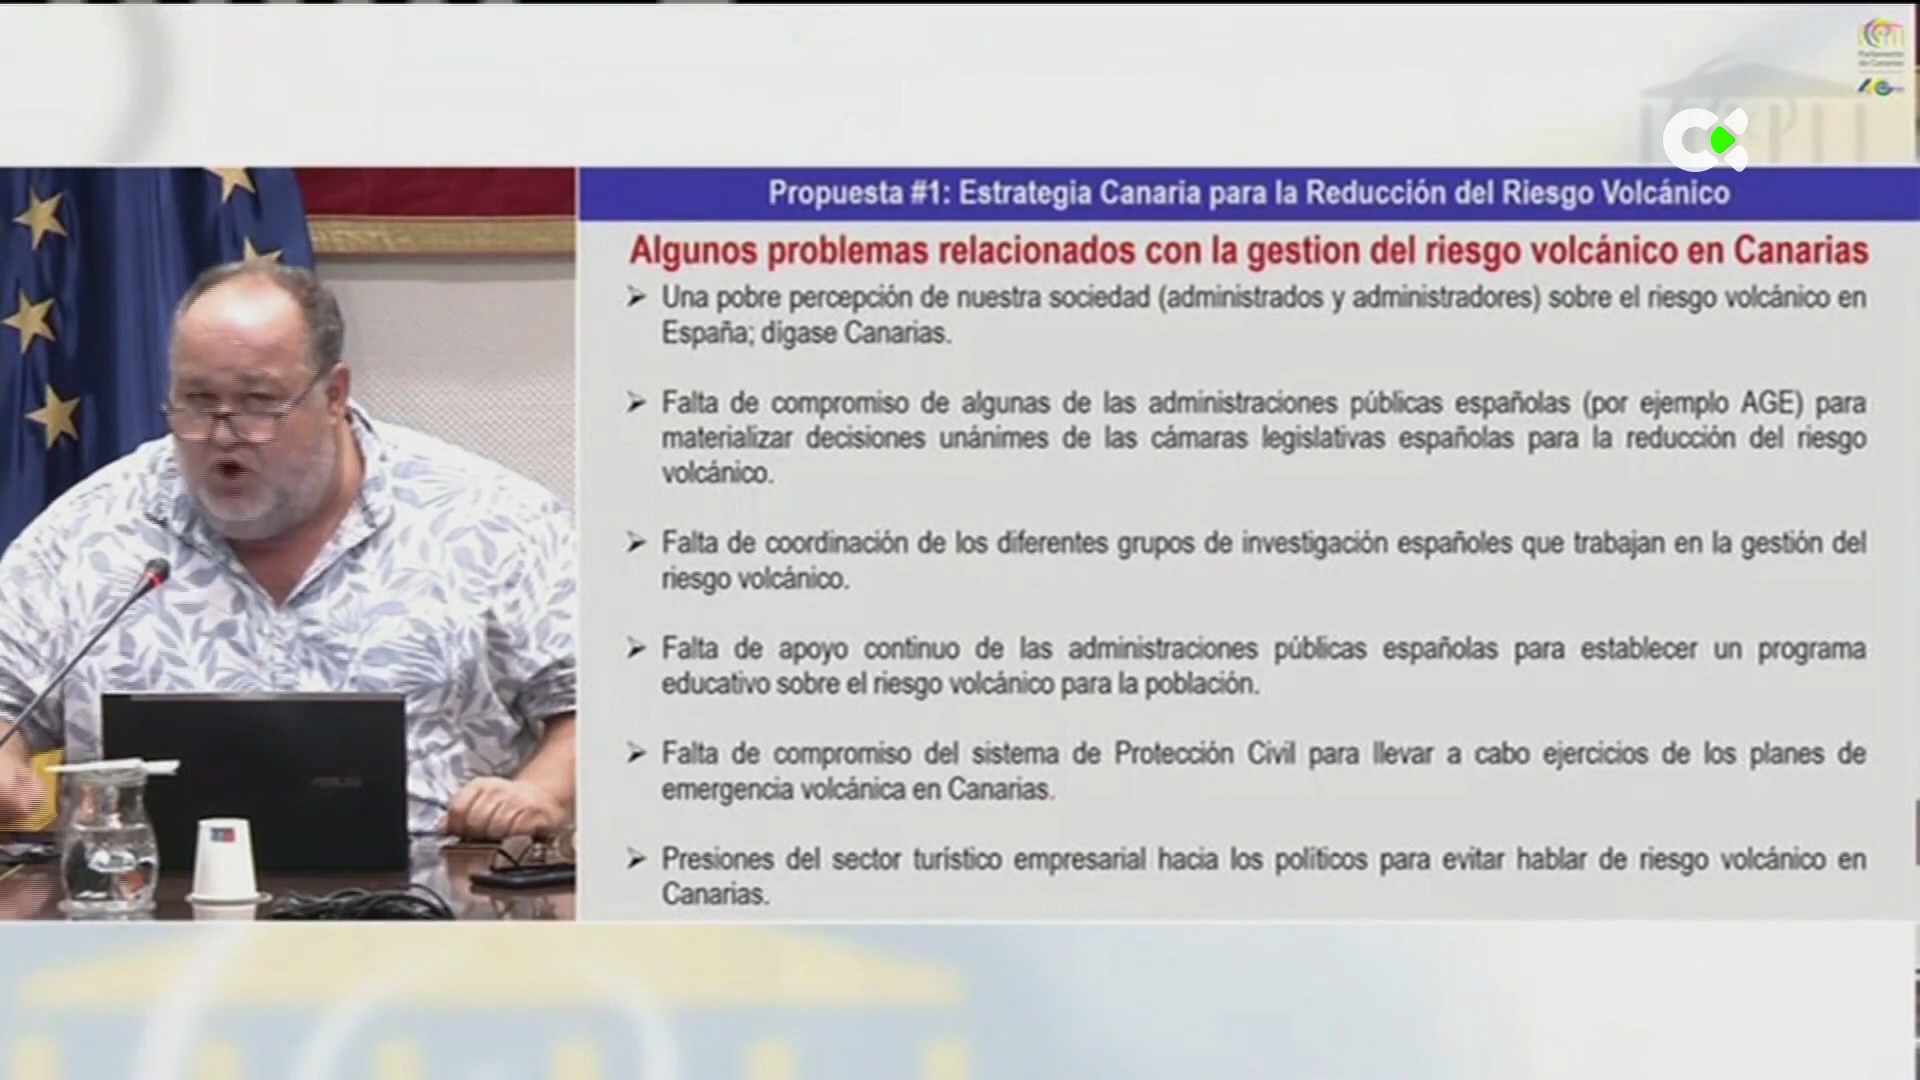 Parlamento
de Canarias
Propuesta #1: Estrategia Canaria para la Reducción del Riesgo Volcánico
Algunos problemas relacionados con la gestion del riesgo volcánico en Canarias
➤ Una pobre percepción de nuestra sociedad (administrados y administradores) sobre el riesgo volcánico en
España; dígase Canarias.
➤ Falta de compromiso de algunas de las administraciones públicas españolas (por ejemplo AGE) para
materializar decisiones unánimes de las cámaras legislativas españolas para la reducción del riesgo
volcánico.
➤ Falta de coordinación de los diferentes grupos de investigación españoles que trabajan en la gestión del
riesgo volcánico.
➤ Falta de apoyo continuo de las administraciones públicas españolas para establecer un programa
educativo sobre el riesgo volcánico para la población.
➤ Falta de compromiso del sistema de Protección Civil para llevar a cabo ejercicios de los planes de
emergencia volcánica en Canarias.
➤ Presiones del sector turístico empresarial hacia los políticos para evitar hablar de riesgo volcánico en
Canarias.
ASUS